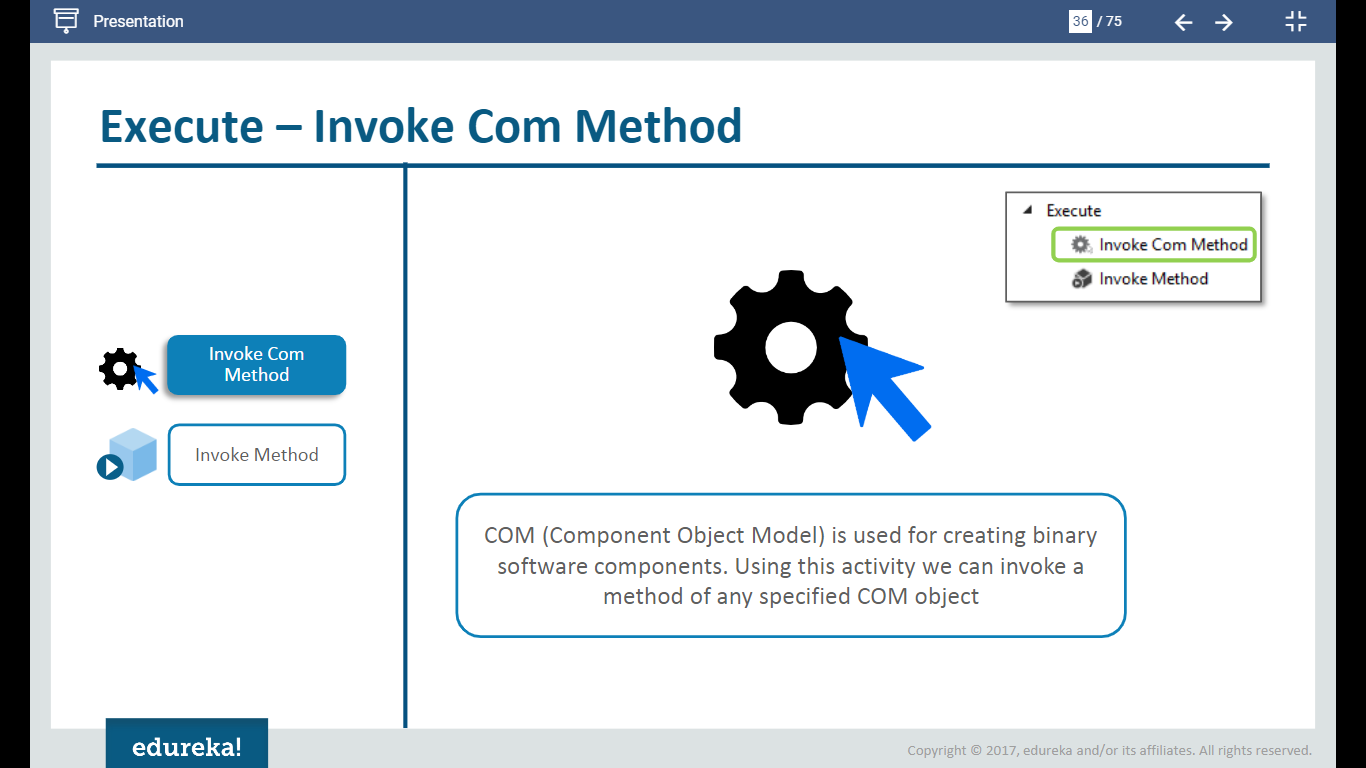 Presentation
36 / 75
Execute – Invoke Com Method
Execute
Invoke Com Method
Invoke Method
Invoke Com
Method
Invoke Method
COM (Component Object Model) is used for creating binary
software components. Using this activity we can invoke a
method of any specified COM object
edureka!
Copyright © 2017, edureka and/or its affiliates. All rights reserved.